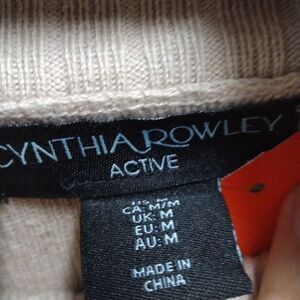 CYNTHIA ROWLEY
ACTIVE
CA: M/M
UK: M
EU: M
AU: M
MADE IN
CHINA